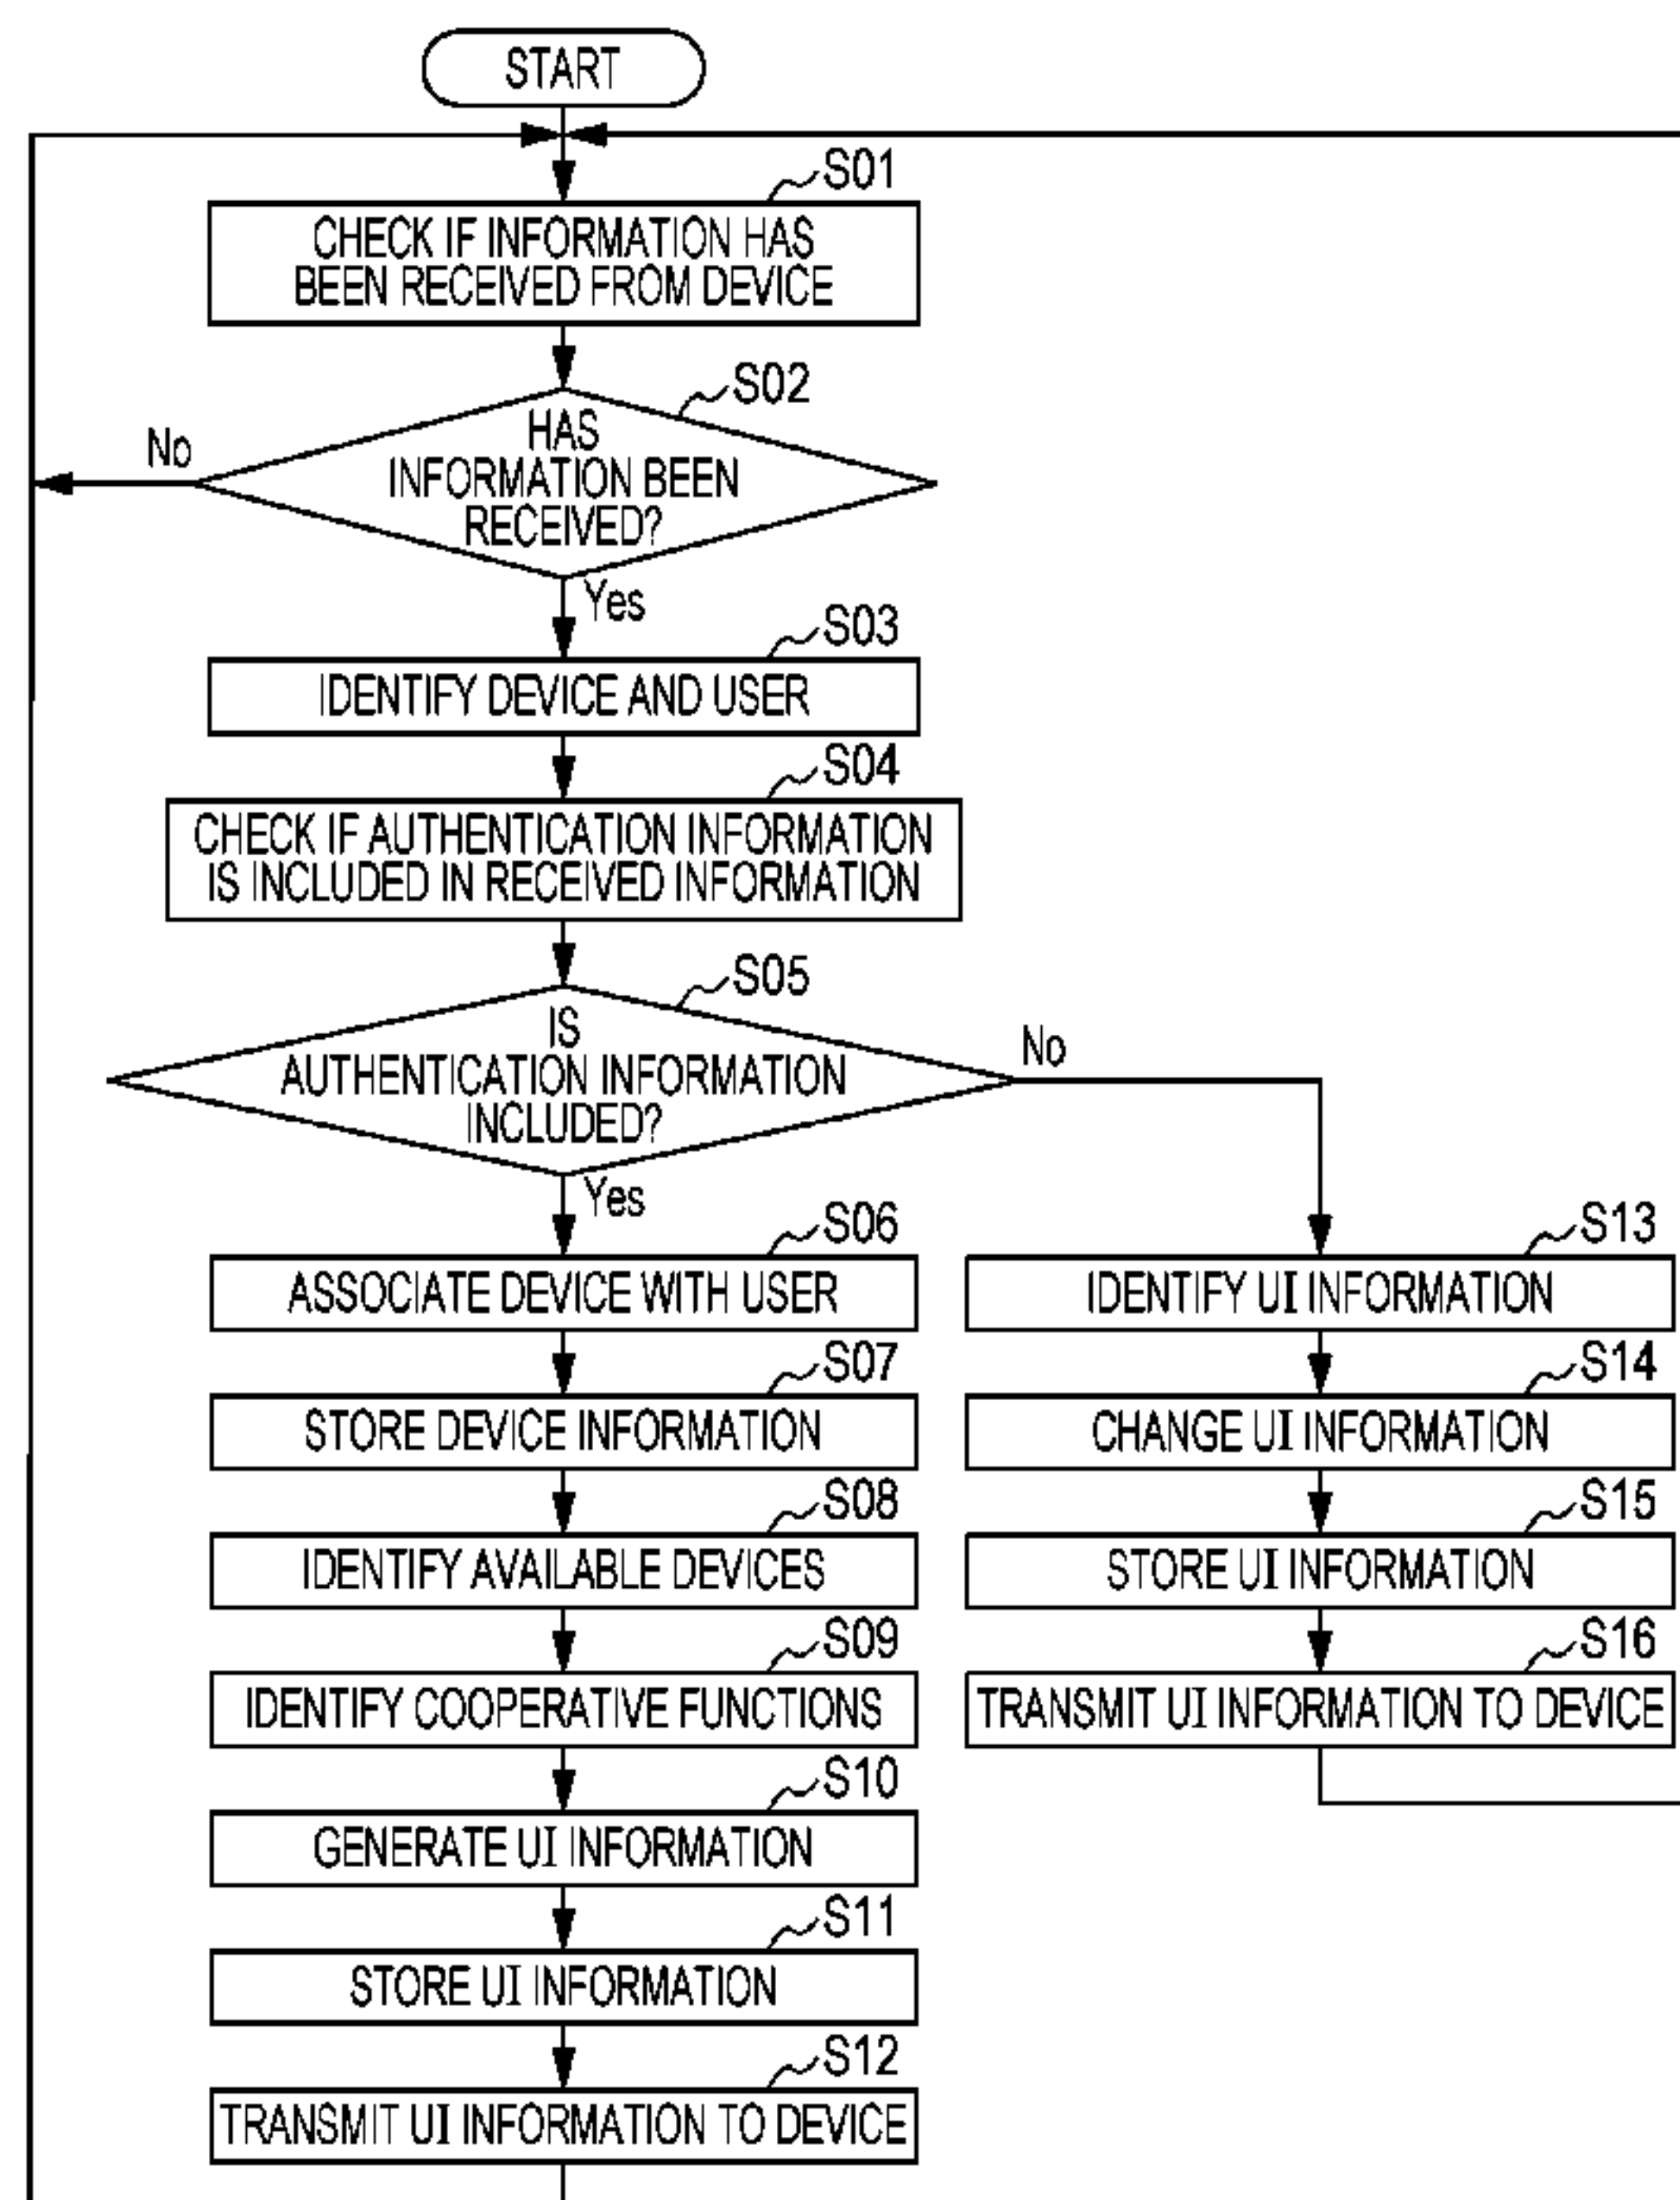 START
S01
CHECK IF INFORMATION HAS
BEEN RECEIVED FROM DEVICE
S02
HAS
INFORMATION BEEN
RECEIVED?
No
Yes
S03
IDENTIFY DEVICE AND USER
S04
CHECK IF AUTHENTICATION INFORMATION
IS INCLUDED IN RECEIVED INFORMATION
S05
IS
AUTHENTICATION INFORMATION
INCLUDED?
No
Yes
S06
ASSOCIATE DEVICE WITH USER
S07
STORE DEVICE INFORMATION
S08
IDENTIFY AVAILABLE DEVICES
S09
IDENTIFY COOPERATIVE FUNCTIONS
S10
GENERATE UI INFORMATION
S11
STORE UI INFORMATION
S12
TRANSMIT UI INFORMATION TO DEVICE
S13
IDENTIFY UI INFORMATION
S14
CHANGE UI INFORMATION
S15
STORE UI INFORMATION
S16
TRANSMIT UI INFORMATION TO DEVICE